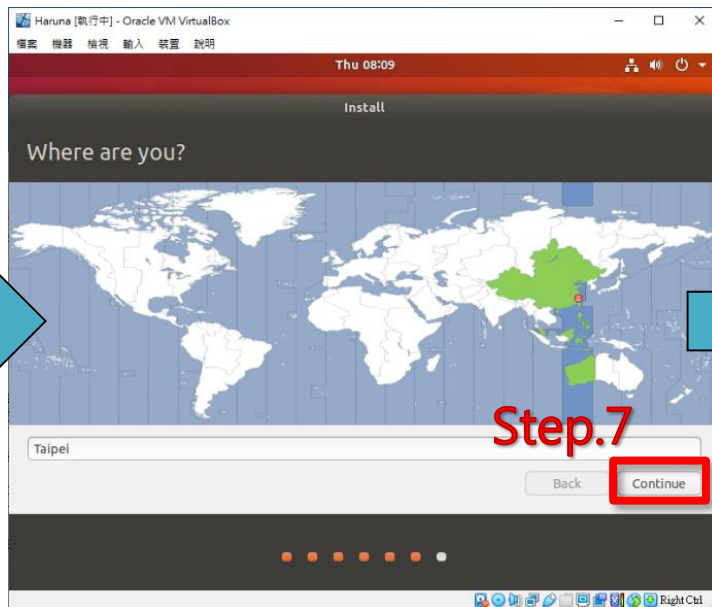 Haruna [執行中] - Oracle VM VirtualBox
檔案 機器 檢視 輸入 裝置 說明
Thu 08:09
Install
Where are you?
Step.7
Taipei
Back Continue
Right Ctrl